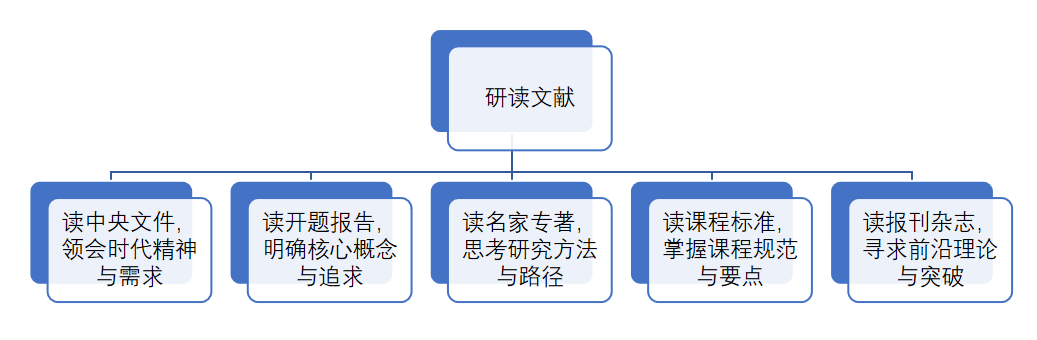 研读文献
读中央文件,
领会时代精神
与需求
读开题报告,
明确核心概念
与追求
读名家专著,
思考研究方法
与路径
读课程标准,
掌握课程规范
与要点
读报刊杂志,
寻求前沿理论
与突破